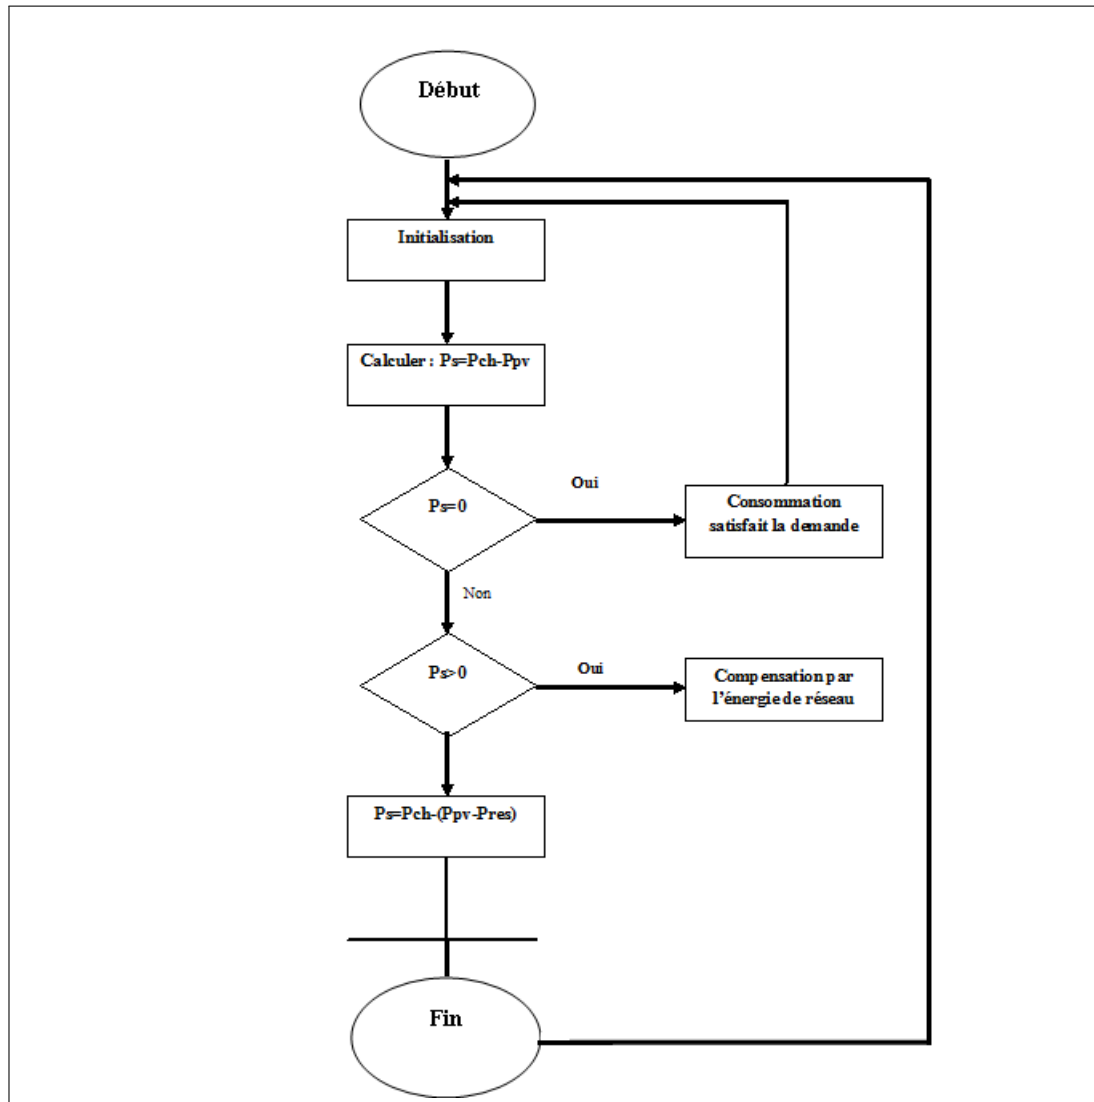 Début
Initialisation
Calculer : Ps=Pch-Ppv
Ps=0
Oui
Consommation
satisfait la demande
Non
Ps>0
Oui
Compensation par
l'énergie de réseau
Ps=Pch-(Ppv-Pres)
Fin